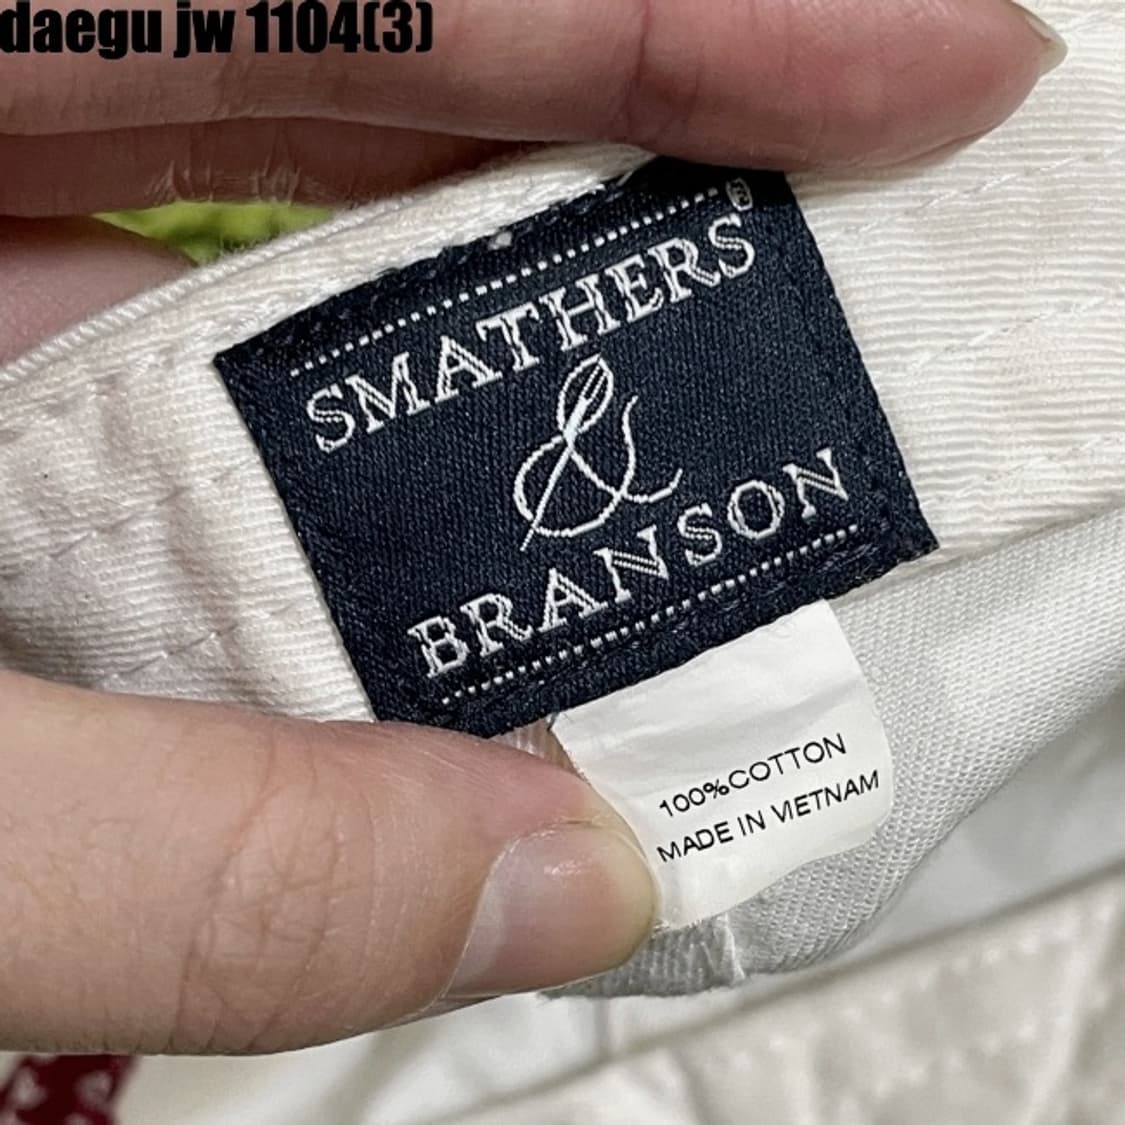 daegu jw 1104(3)
SMATHERS®
&
BRANSON
100%COTTON
MADE IN VIETNAM